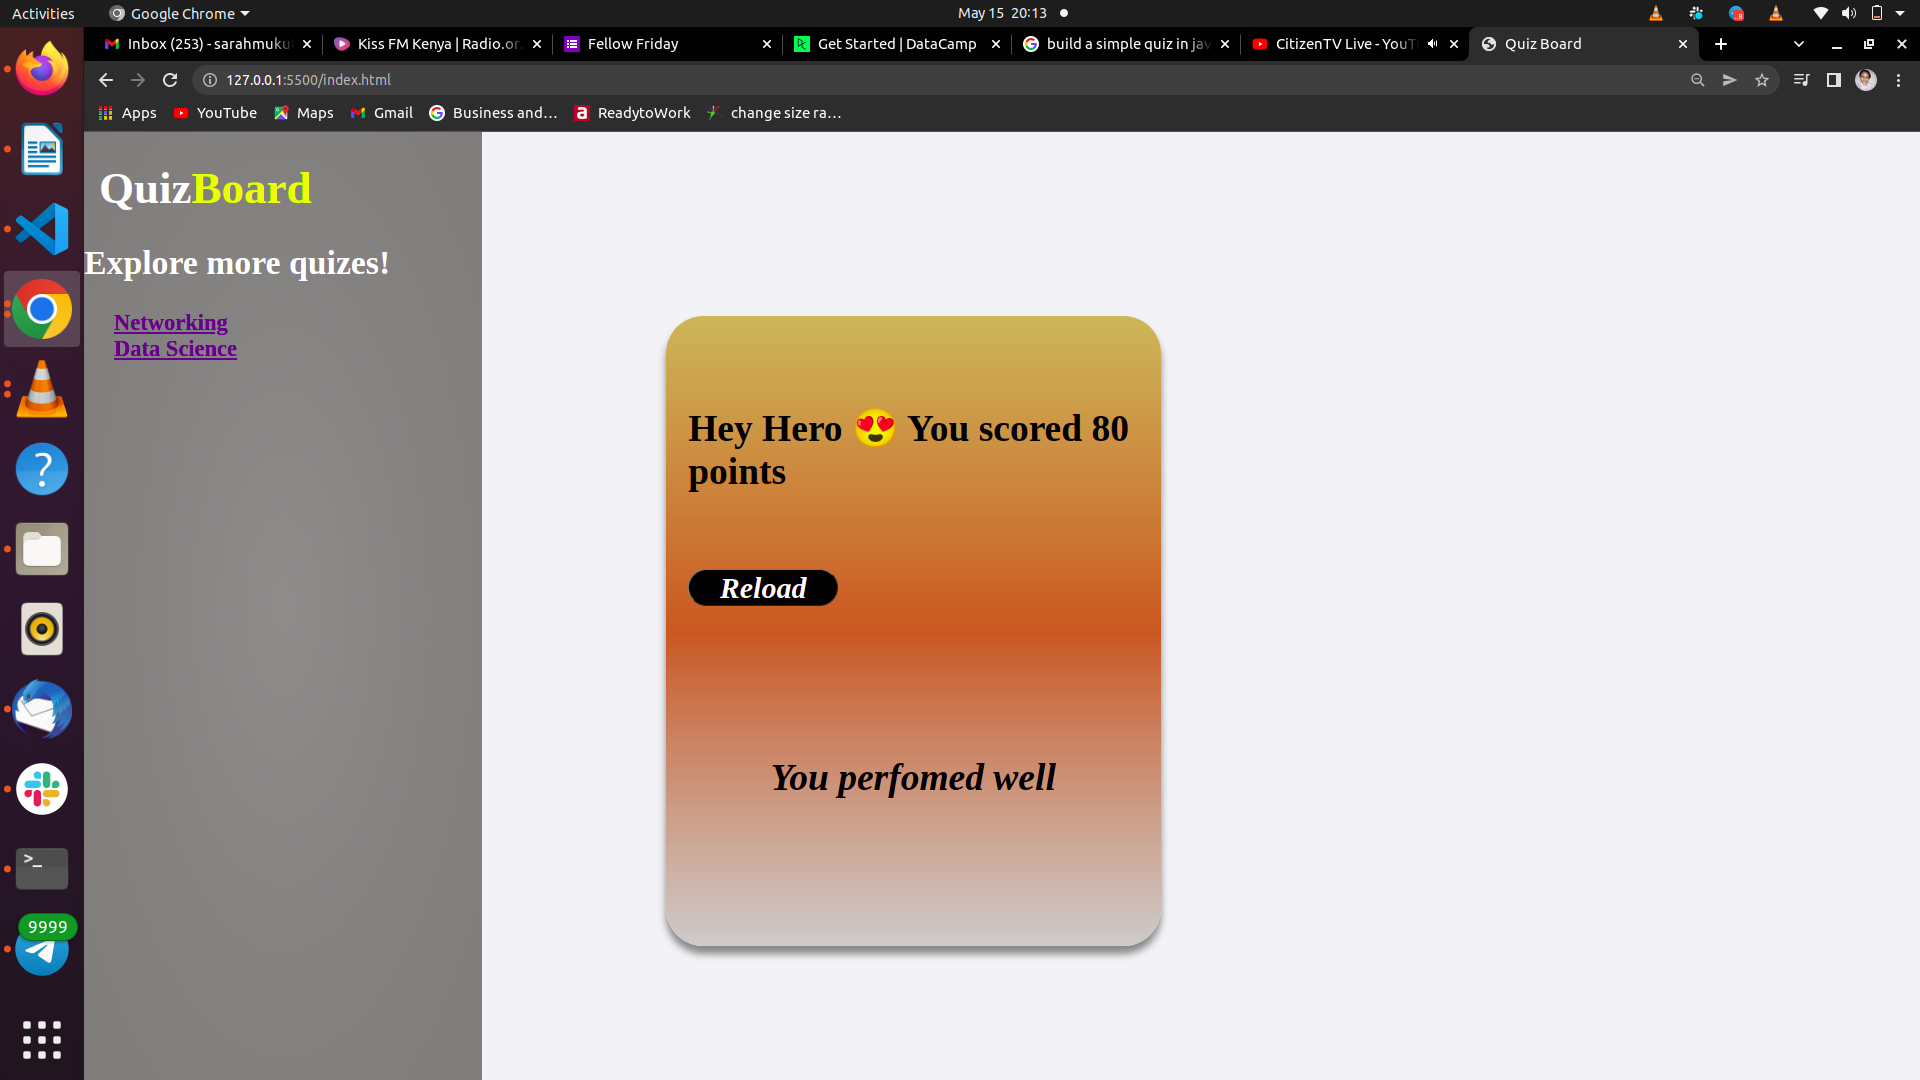 Activities
Google Chrome
May 15 20:13
Inbox (253) - sarahmuku
Kiss FM Kenya | Radio.or
Fellow Friday
Get Started | DataCamp
build a simple quiz in jav
CitizenTV Live - YouT
Quiz Board
127.0.0.1:5500/index.html
Apps
YouTube
Maps
Gmail
Business and…
ReadytoWork
change size ra…
QuizBoard
Explore more quizes!
Networking
Data Science
Hey Hero 😍 You scored 80
points
Reload
You perfomed well
9999